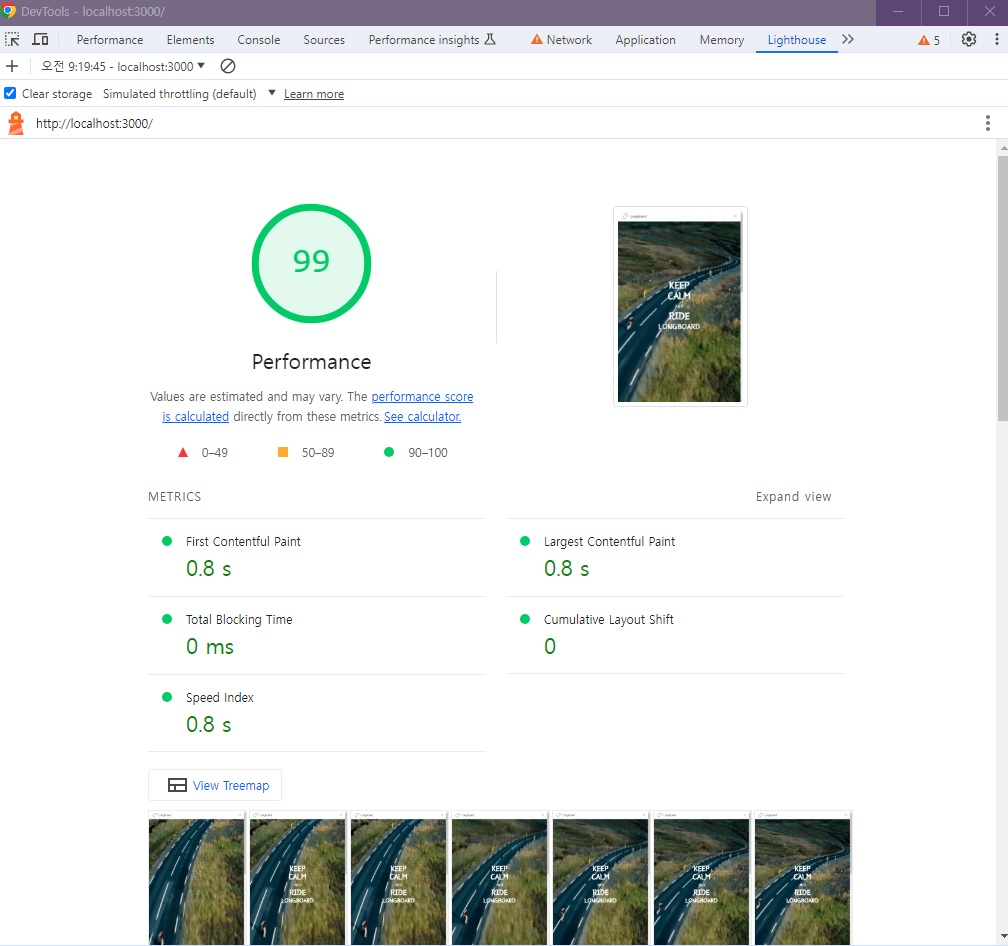 DevTools - localhost:3000/
Performance Elements Console Sources Performance insights Network Application Memory Lighthouse 5
오전 9:19:45 - localhost:3000
Clear storage Simulated throttling (default) Learn more
http://localhost:3000/
99
Performance
Values are estimated and may vary. The performance score
is calculated directly from these metrics. See calculator.
0–49 50–89 90–100
KEEP
CALM
AND
RIDE
LONGBOARD
METRICS Expand view
First Contentful Paint
0.8 s
Largest Contentful Paint
0.8 s
Total Blocking Time
0 ms
Cumulative Layout Shift
0
Speed Index
0.8 s
View Treemap
KEEP
CALM
RIDE
LONGBOARD
KEEP
CALM
RIDE
LONGBOARD
KEEP
CALM
RIDE
LONGBOARD
KEEP
CALM
RIDE
LONGBOARD
KEEP
CALM
RIDE
LONGBOARD
KEEP
CALM
RIDE
LONGBOARD